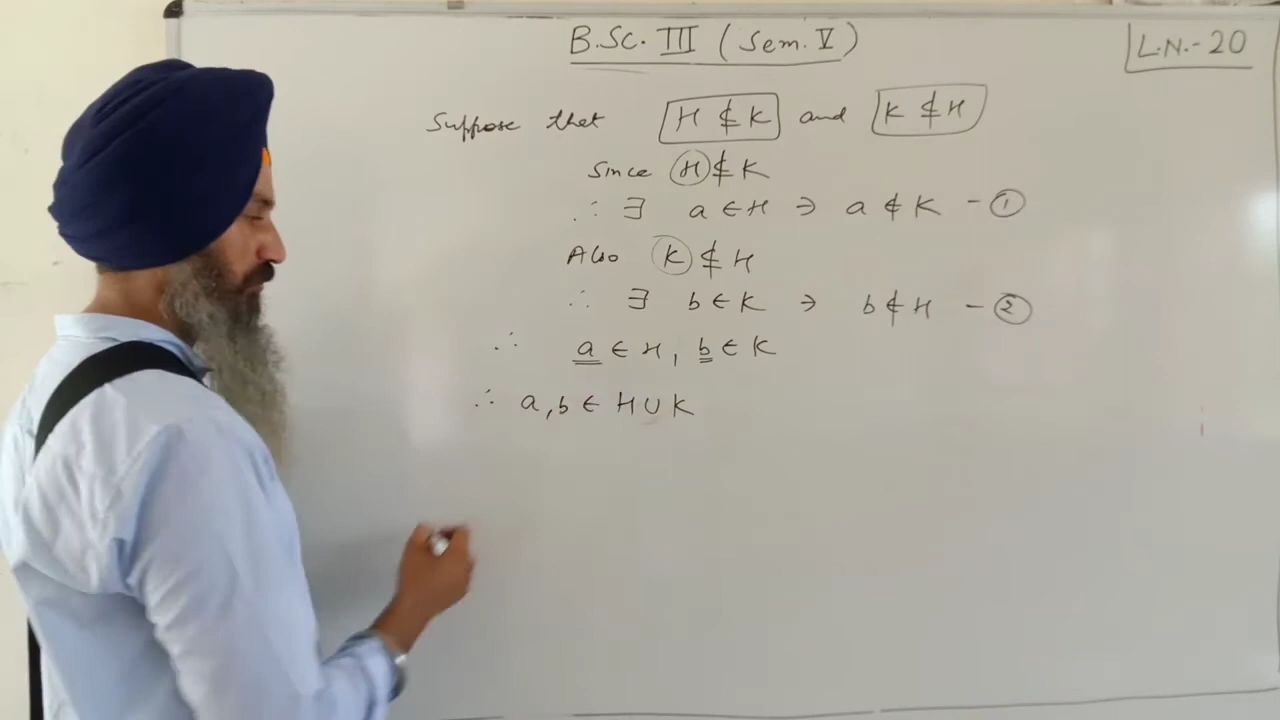 B.Sc. III (Sem. V)
L.N.-20
Suppose that H ⊄ K and K ⊄ H
Since H ⊄ K
∴ ∃ a ∈ H ∋ a ∉ K - ①
Also K ⊄ H
∴ ∃ b ∈ K ∋ b ∉ H - ②
∴ a ∈ H, b ∈ K
∴ a, b ∈ H ∪ K